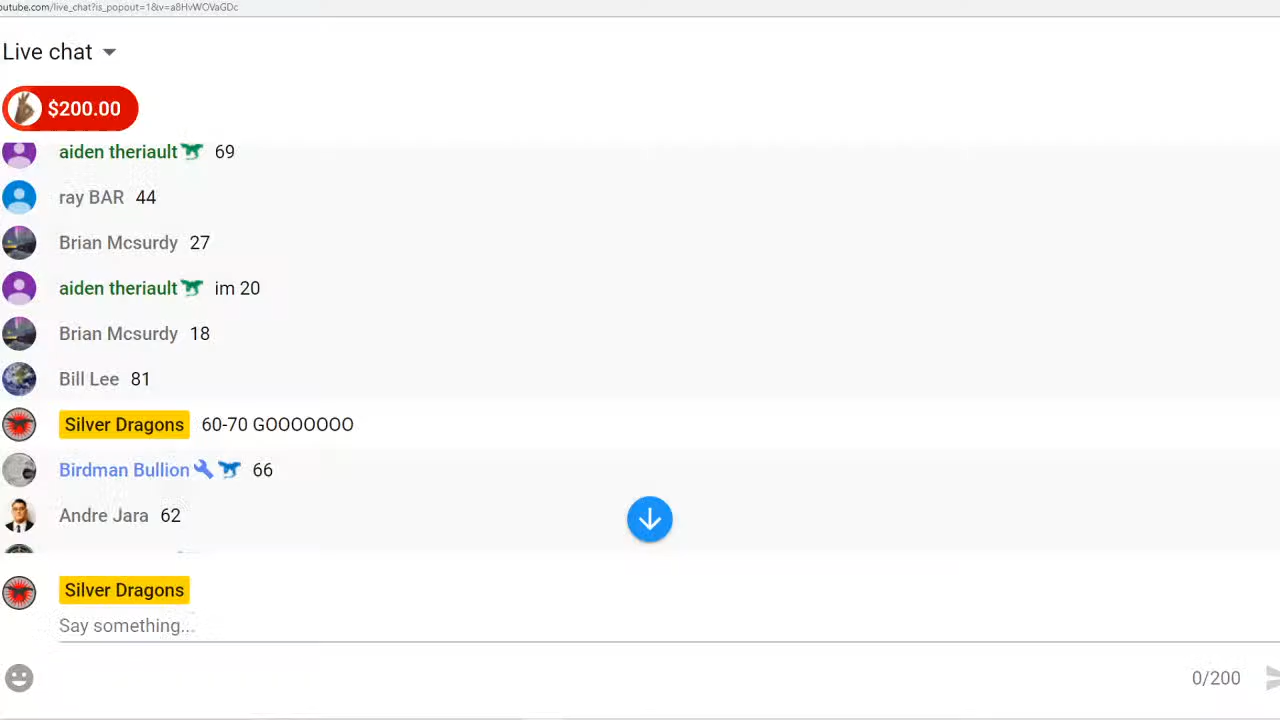 outube.com/live_chat?is_popout=1&v=a8HvWOVaGDc
Live chat
$200.00
aiden theriault 69
ray BAR 44
Brian Mcsurdy 27
aiden theriault im 20
Brian Mcsurdy 18
Bill Lee 81
Silver Dragons 60-70 GOOOOOOO
Birdman Bullion 66
Andre Jara 62
Silver Dragons
Say something...
0/200